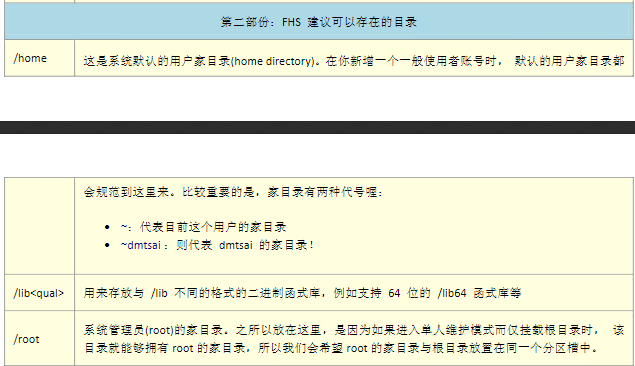 第二部份：FHS 建议可以存在的目录
/home
这是系统默认的用户家目录(home directory)。在你新增一个一般使用者账号时， 默认的用户家目录都
会规范到这里来。比较重要的是，家目录有两种代号喔：
• ~：代表目前这个用户的家目录
• ~dmtsai ：则代表 dmtsai 的家目录！
/lib<qual>
用来存放与 /lib 不同的格式的二进制函式库，例如支持 64 位的 /lib64 函式库等
/root
系统管理员(root)的家目录。之所以放在这里，是因为如果进入单人维护模式而仅挂载根目录时， 该
目录就能够拥有 root 的家目录，所以我们会希望 root 的家目录与根目录放置在同一个分区槽中。